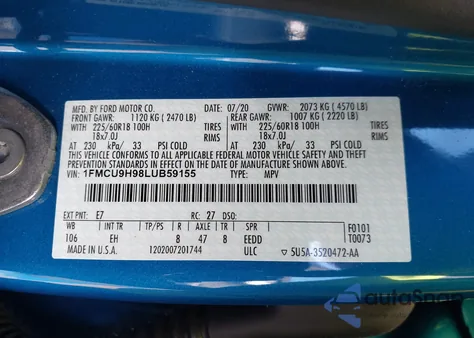 MFD. BY FORD MOTOR CO. 07/20 GVWR: 2073 KG ( 4570 LB)
FRONT GAWR: 1120 KG ( 2470 LB) REAR GAWR: 1007 KG ( 2220 LB)
225/60R18 100H TIRES 225/60R18 100H TIRES
18x7.0J RIMS 18x7.0J RIMS
AT 230 kPa/ 33 PSI COLD AT 230 kPa/ 33 PSI COLD
THIS VEHICLE CONFORMS TO ALL APPLICABLE FEDERAL MOTOR VEHICLE SAFETY AND THEFT
PREVENTION STANDARDS IN EFFECT ON THE DATE OF MANUFACTURE SHOWN ABOVE.
VIN: 1FMCU9H98LUB59155 TYPE: MPV
EXT PNT: E7 RC: 27 DSO: F0101
WB INT TR TP/PS R AXLE TR SPR T0073
106 EH 8 47 8 EEDD
MADE IN U.S.A. 1202007201744 ULC 5U5A-3520472-AA
autoSnap